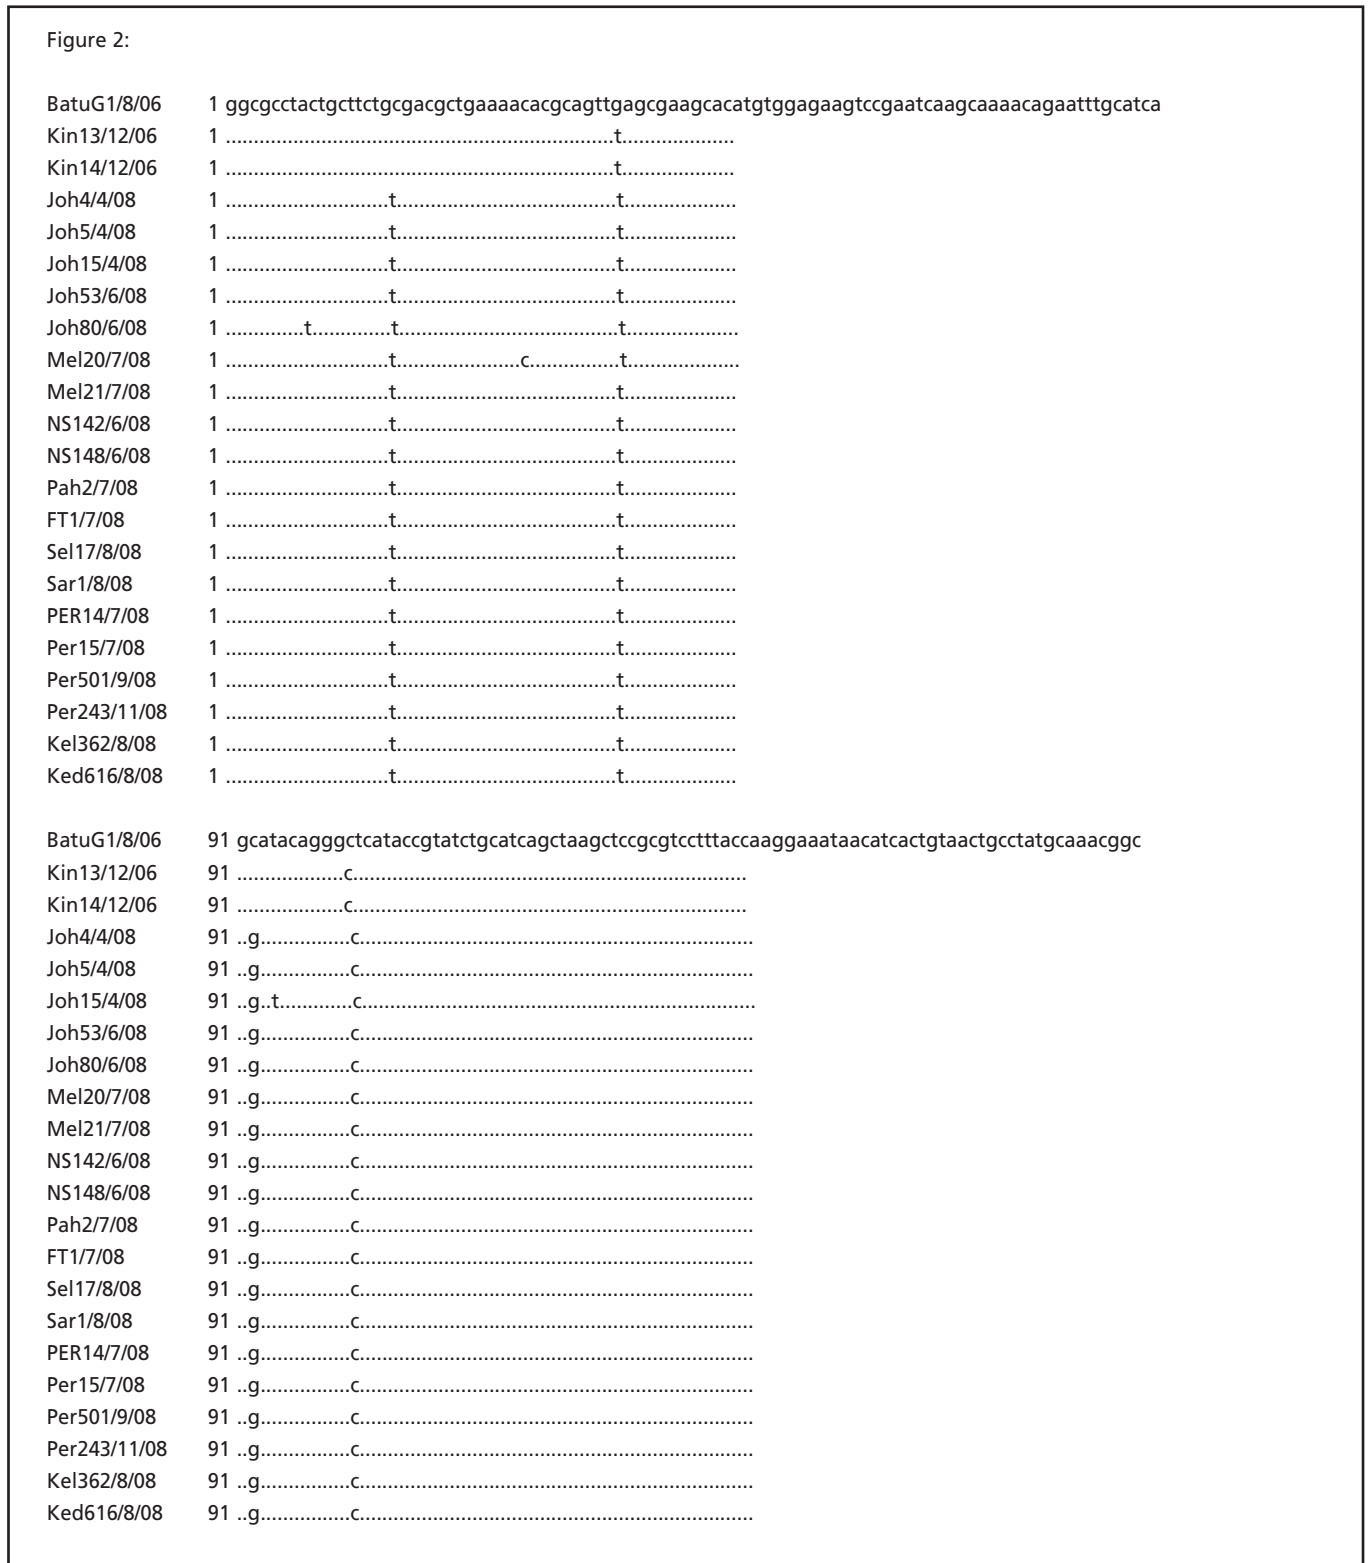 Figure 2:
BatuG1/8/06 1 ggcgcctactgcttctgcgacgctgaaaacacgcagttgagcgaagcacatgtggagaagtccgaatcaagcaaaacagaatttgcatca
Kin13/12/06 1 .....................................................................t....................
Kin14/12/06 1 .....................................................................t....................
Joh4/4/08 1 .............................t.......................................t....................
Joh5/4/08 1 .............................t.......................................t....................
Joh15/4/08 1 .............................t.......................................t....................
Joh53/6/08 1 .............................t.......................................t....................
Joh80/6/08 1 ..............t..............t.......................................t....................
Mel20/7/08 1 .............................t......................c................t....................
Mel21/7/08 1 .............................t.......................................t....................
NS142/6/08 1 .............................t.......................................t....................
NS148/6/08 1 .............................t.......................................t....................
Pah2/7/08 1 .............................t.......................................t....................
FT1/7/08 1 .............................t.......................................t....................
Sel17/8/08 1 .............................t.......................................t....................
Sar1/8/08 1 .............................t.......................................t....................
PER14/7/08 1 .............................t.......................................t....................
Per15/7/08 1 .............................t.......................................t....................
Per501/9/08 1 .............................t.......................................t....................
Per243/11/08 1 .............................t.......................................t....................
Kel362/8/08 1 .............................t.......................................t....................
Ked616/8/08 1 .............................t.......................................t....................
BatuG1/8/06 91 gcatacagggctcataccgtatctgcatcagctaagctccgcgtcctttaccaaggaaataacatcactgtaactgcctatgcaaacggc
Kin13/12/06 91 ...................c......................................................................
Kin14/12/06 91 ...................c......................................................................
Joh4/4/08 91 ..g................c......................................................................
Joh5/4/08 91 ..g................c......................................................................
Joh15/4/08 91 ..g..t.............c......................................................................
Joh53/6/08 91 ..g................c......................................................................
Joh80/6/08 91 ..g................c......................................................................
Mel20/7/08 91 ..g................c......................................................................
Mel21/7/08 91 ..g................c......................................................................
NS142/6/08 91 ..g................c......................................................................
NS148/6/08 91 ..g................c......................................................................
Pah2/7/08 91 ..g................c......................................................................
FT1/7/08 91 ..g................c......................................................................
Sel17/8/08 91 ..g................c......................................................................
Sar1/8/08 91 ..g................c......................................................................
PER14/7/08 91 ..g................c......................................................................
Per15/7/08 91 ..g................c......................................................................
Per501/9/08 91 ..g................c......................................................................
Per243/11/08 91 ..g................c......................................................................
Kel362/8/08 91 ..g................c......................................................................
Ked616/8/08 91 ..g................c......................................................................